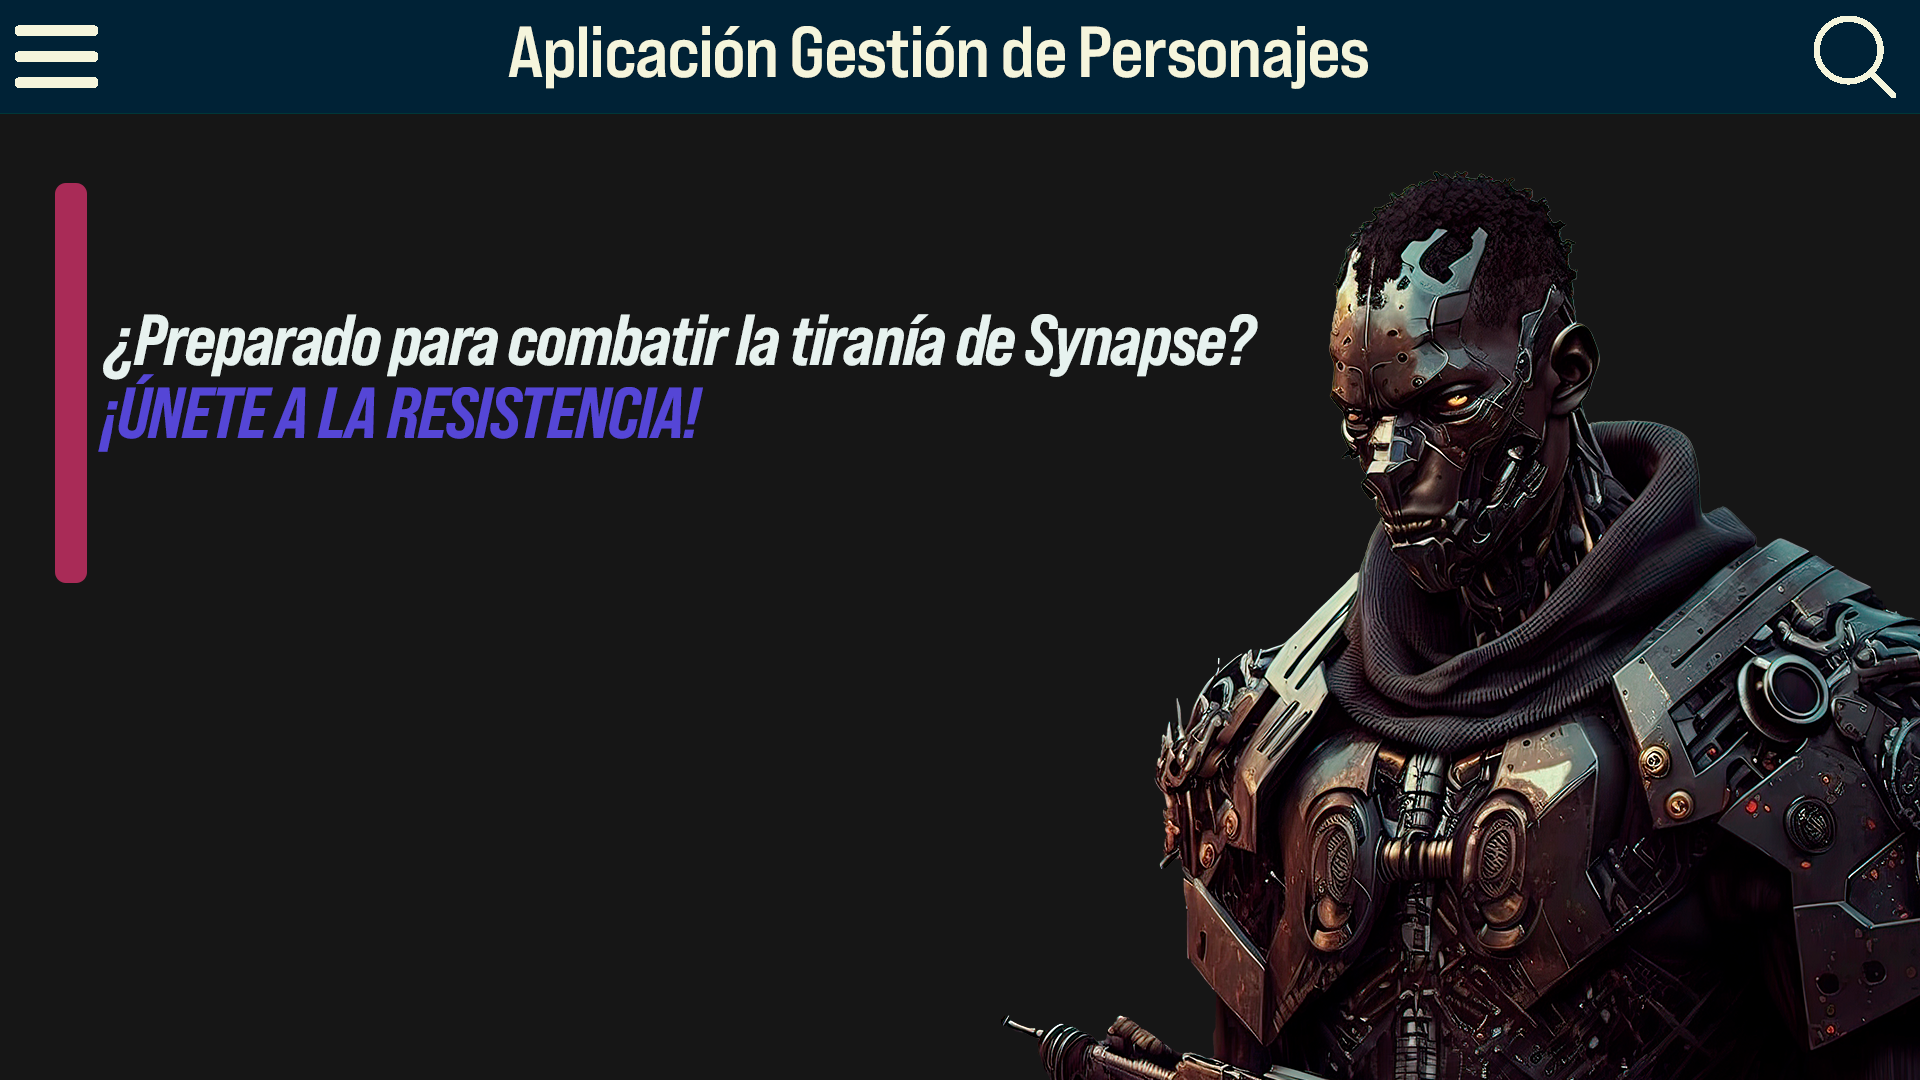 Aplicación Gestión de Personajes
¿Preparado para combatir la tiranía de Synapse?
¡ÚNETE A LA RESISTENCIA!